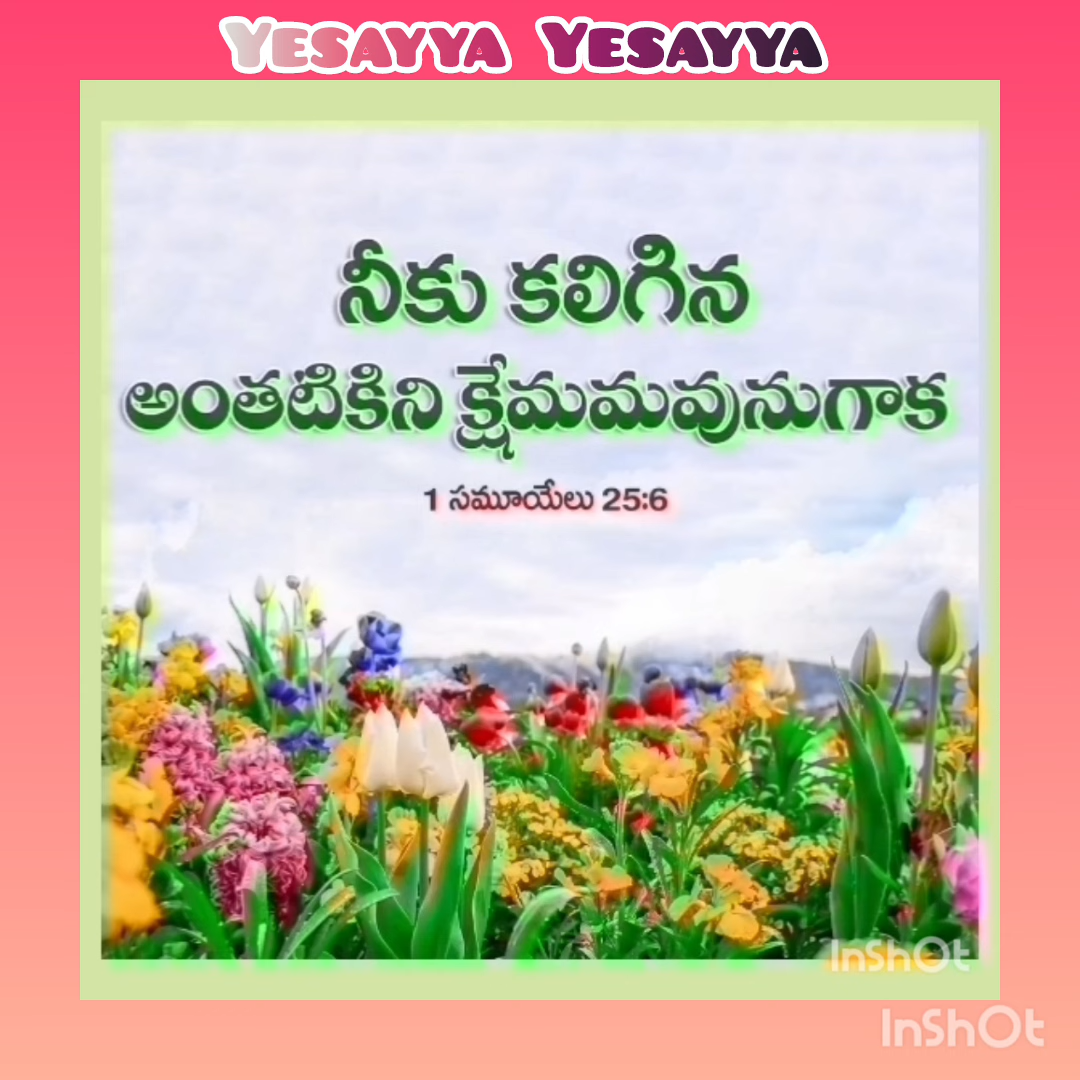 YESAYYA YESAYYA
నీకు కలిగిన
అంతటికిని క్షేమమవునుగాక
1 సమూయేలు 25:6
InShOt
InShOt